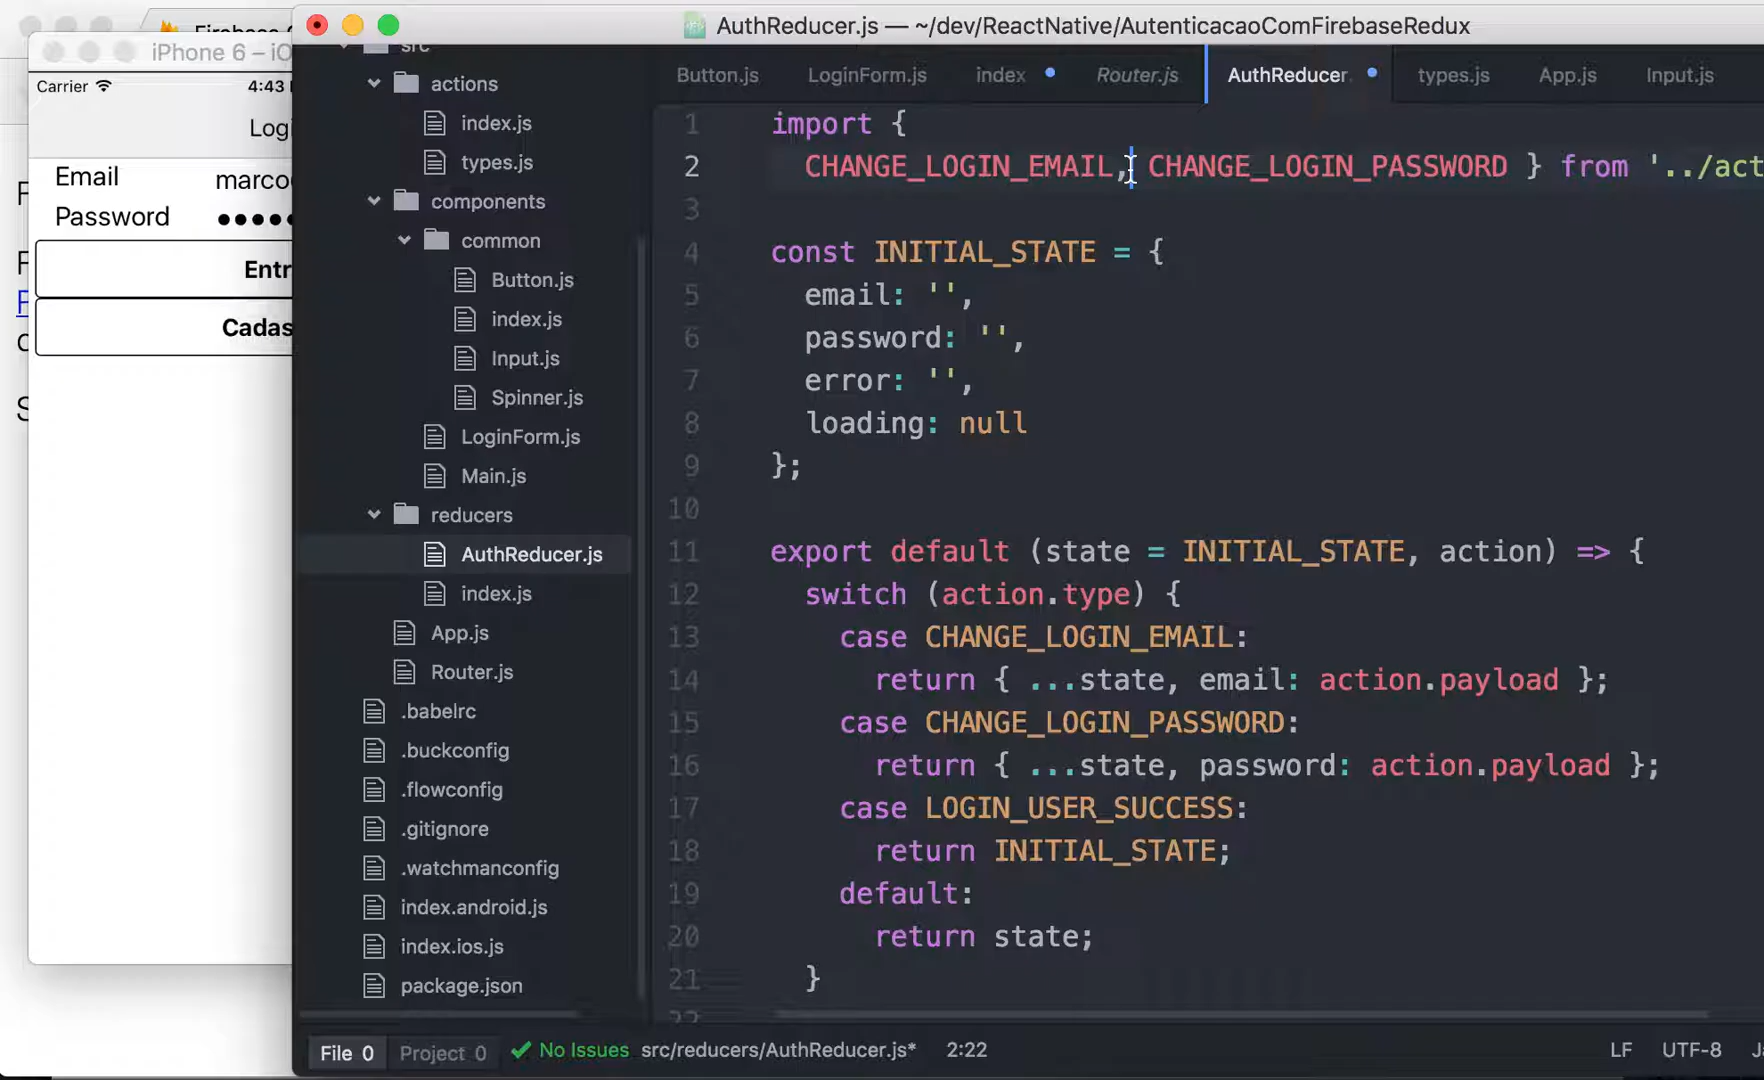 AuthReducer.js — ~/dev/ReactNative/AutenticacaoComFirebaseRedux
iPhone 6 –
Carrier
4:43
Email
marco
Password
●●●●●
src
actions
index.js
types.js
components
common
Button.js
index.js
Input.js
Spinner.js
LoginForm.js
Main.js
reducers
AuthReducer.js
index.js
App.js
Router.js
.babelrc
.buckconfig
.flowconfig
.gitignore
.watchmanconfig
index.android.js
index.ios.js
package.json
Button.js LoginForm.js index Router.js AuthReducer types.js App.js Input.js
1 import {
2 CHANGE_LOGIN_EMAIL, CHANGE_LOGIN_PASSWORD } from '../act
3
4 const INITIAL_STATE = {
5 email: '',
6 password: '',
7 error: '',
8 loading: null
9 };
10
11 export default (state = INITIAL_STATE, action) => {
12 switch (action.type) {
13 case CHANGE_LOGIN_EMAIL:
14 return { ...state, email: action.payload };
15 case CHANGE_LOGIN_PASSWORD:
16 return { ...state, password: action.payload };
17 case LOGIN_USER_SUCCESS:
18 return INITIAL_STATE;
19 default:
20 return state;
21 }
22
File 0 Project 0 No Issues src/reducers/AuthReducer.js* 2:22 LF UTF-8